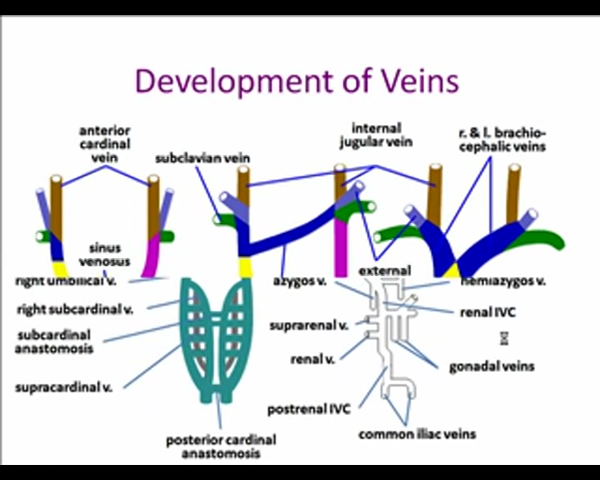 Development of Veins
anterior
cardinal
vein
subclavian vein
internal
jugular vein
r. & l. brachio-
cephalic veins
sinus
venosus
external
right umbilical v.
right subcardinal v.
subcardinal
anastomosis
supracardinal v.
posterior cardinal
anastomosis
azygos v.
suprarenal v.
renal v.
postrenal IVC
hemiazygos v.
renal IVC
gonadal veins
common iliac veins